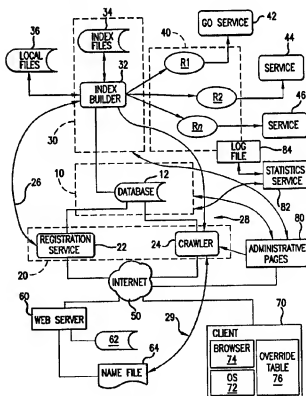 36
LOCAL FILES
34
INDEX FILES
32
INDEX BUILDER
30
40
R1
R2
Rn
GO SERVICE
42
44
SERVICE
46
SERVICE
84
LOG FILE
STATISTICS SERVICE
82
26
10
12
DATABASE
28
80
ADMINISTRATIVE PAGES
REGISTRATION SERVICE
22
24
CRAWLER
20
INTERNET
50
60
WEB SERVER
62
64
NAME FILE
29
70
CLIENT
BROWSER 74
OS 72
OVERRIDE TABLE 76